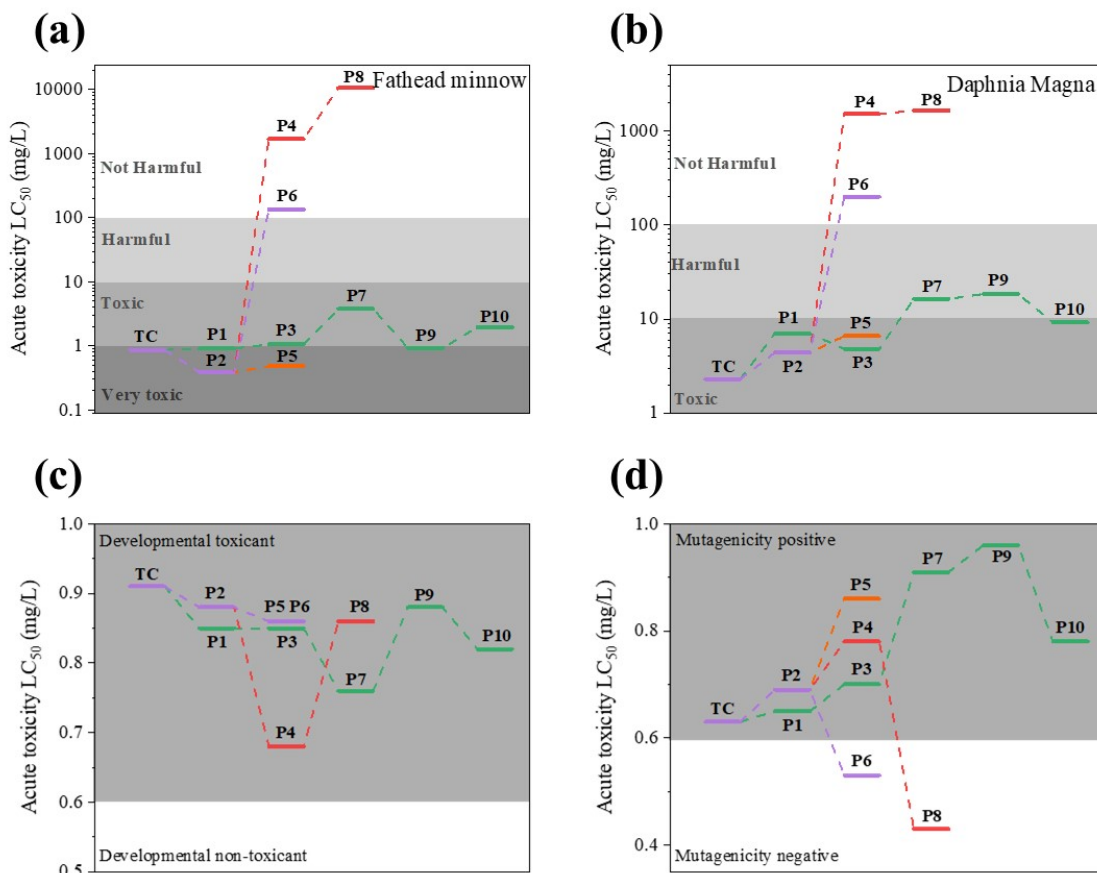 (a)
Acute toxicity LC50 (mg/L)
10000
1000
100
10
1
0.1
Fathead minnow
Not Harmful
Harmful
Toxic
Very toxic
TC
P1
P2
P3
P4
P5
P6
P7
P8
P9
P10
(b)
Acute toxicity LC50 (mg/L)
1000
100
10
1
Daphnia Magna
Not Harmful
Harmful
Toxic
TC
P1
P2
P3
P4
P5
P6
P7
P8
P9
P10
(c)
Acute toxicity LC50 (mg/L)
1.0
0.9
0.8
0.7
0.6
0.5
Developmental toxicant
TC
P2
P1
P5 P6
P3
P4
P8
P7
P9
P10
Developmental non-toxicant
(d)
Acute toxicity LC50 (mg/L)
1.0
0.8
0.6
0.4
Mutagenicity positive
TC
P2
P1
P5
P4
P3
P6
P7
P8
P9
P10
Mutagenicity negative